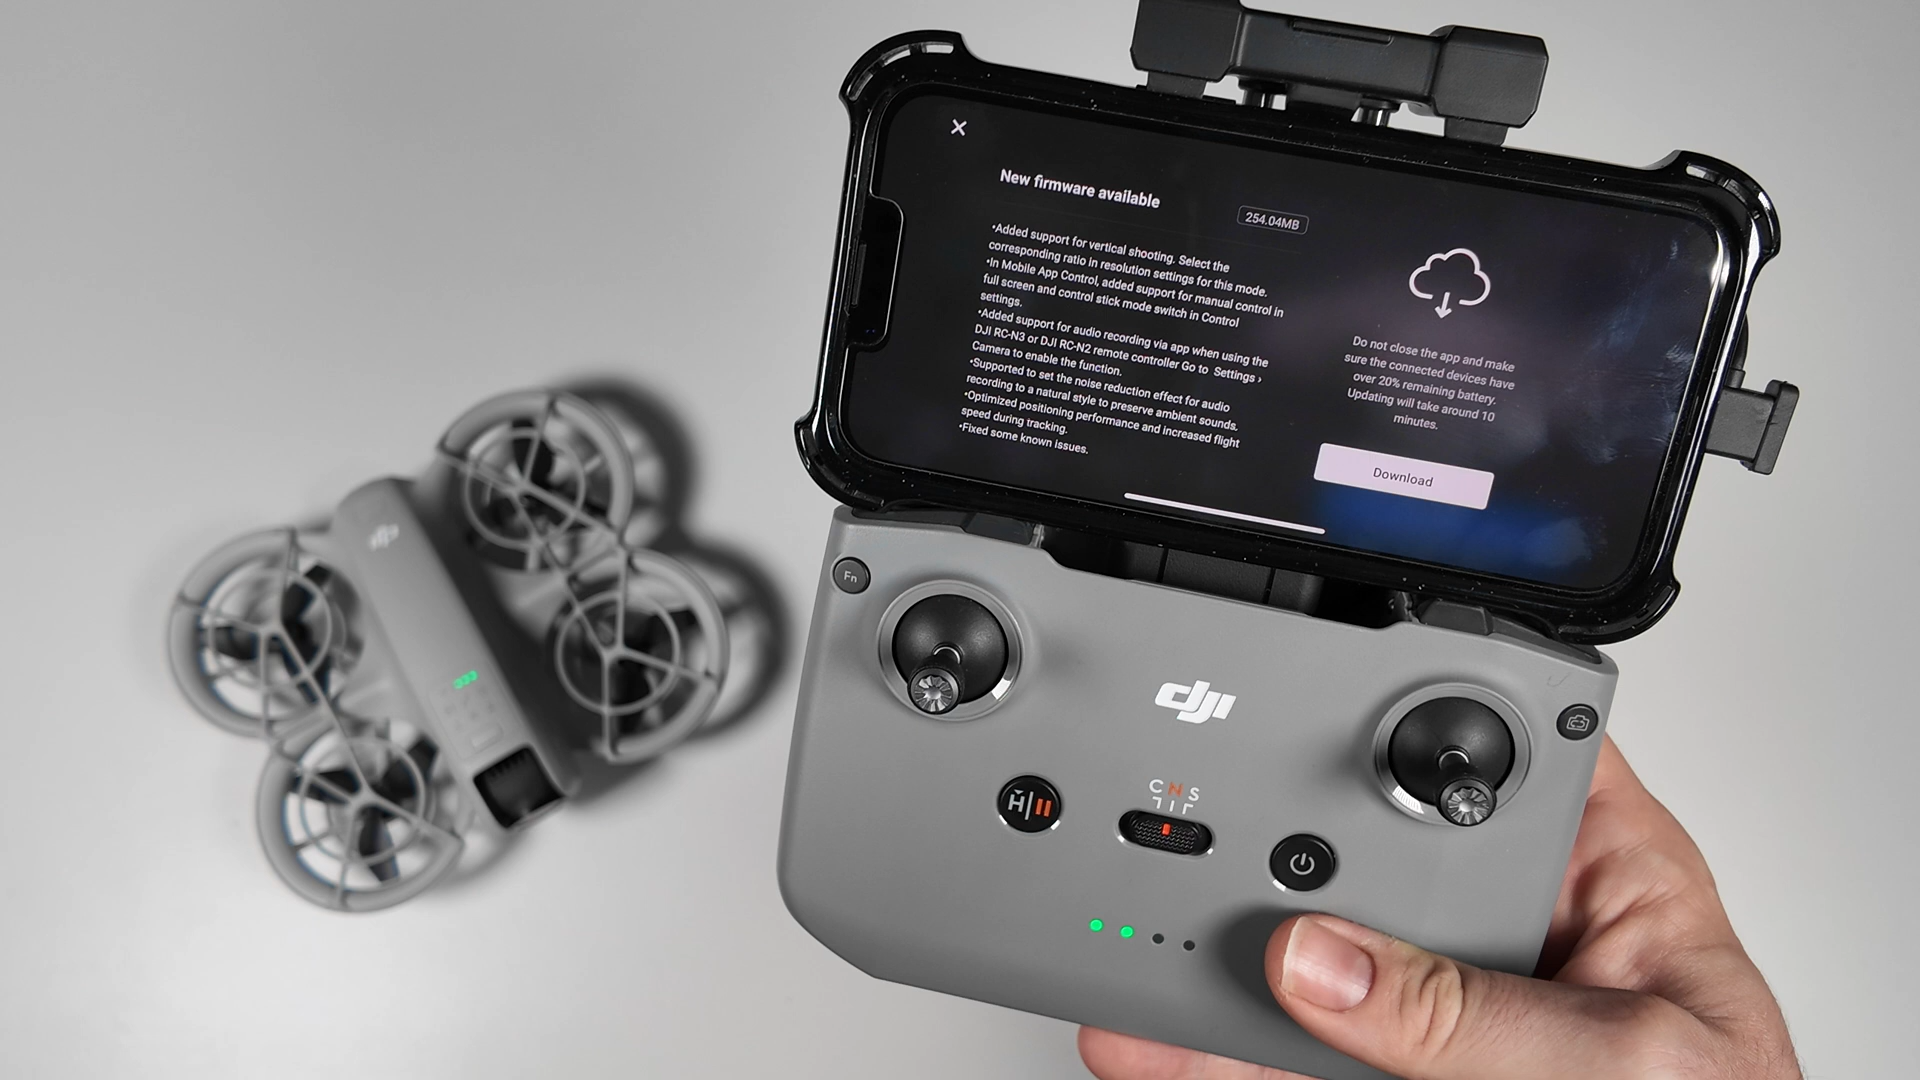 New firmware available
254.04MB
•Added support for vertical shooting. Select the
corresponding ratio in resolution settings for this mode.
•In Mobile App Control, added support for manual control in
full screen and control stick mode switch in Control
settings.
•Added support for audio recording via app when using the
DJI RC-N3 or DJI RC-N2 remote controller Go to Settings ›
Camera to enable the function.
•Supported to set the noise reduction effect for audio
recording to a natural style to preserve ambient sounds.
•Optimized positioning performance and increased flight
speed during tracking.
•Fixed some known issues.
Do not close the app and make
sure the connected devices have
over 20% remaining battery.
Updating will take around 10
minutes.
Download
Fn
dji
C N S
H
dji